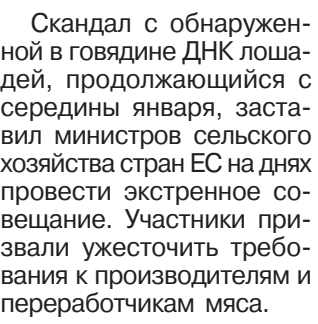 Скандал с обнаружен-
ной в говядине ДНК лоша-
дей, продолжающийся с
середины января, заста-
вил министров сельского
хозяйства стран ЕС на днях
провести экстренное со-
вещание. Участники при-
звали ужесточить требо-
вания к производителям и
переработчикам мяса.